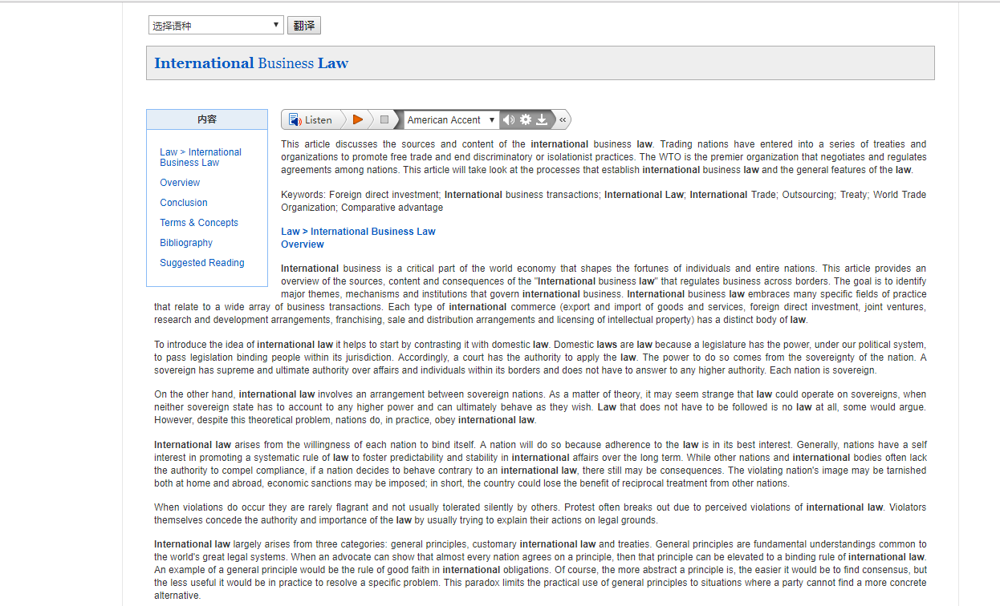 选择语种
翻译
International Business Law
内容
Law > International
Business Law
Overview
Conclusion
Terms & Concepts
Bibliography
Suggested Reading
Listen
American Accent
«
This article discusses the sources and content of the international business law. Trading nations have entered into a series of treaties and
organizations to promote free trade and end discriminatory or isolationist practices. The WTO is the premier organization that negotiates and regulates
agreements among nations. This article will take look at the processes that establish international business law and the general features of the law.
Keywords: Foreign direct investment; International business transactions; International Law; International Trade; Outsourcing; Treaty; World Trade
Organization; Comparative advantage
Law > International Business Law
Overview
International business is a critical part of the world economy that shapes the fortunes of individuals and entire nations. This article provides an
overview of the sources, content and consequences of the "International business law" that regulates business across borders. The goal is to identify
major themes, mechanisms and institutions that govern international business. International business law embraces many specific fields of practice
that relate to a wide array of business transactions. Each type of international commerce (export and import of goods and services, foreign direct investment, joint ventures,
research and development arrangements, franchising, sale and distribution arrangements and licensing of intellectual property) has a distinct body of law.
To introduce the idea of international law it helps to start by contrasting it with domestic law. Domestic laws are law because a legislature has the power, under our political system,
to pass legislation binding people within its jurisdiction. Accordingly, a court has the authority to apply the law. The power to do so comes from the sovereignty of the nation. A
sovereign has supreme and ultimate authority over affairs and individuals within its borders and does not have to answer to any higher authority. Each nation is sovereign.
On the other hand, international law involves an arrangement between sovereign nations. As a matter of theory, it may seem strange that law could operate on sovereigns, when
neither sovereign state has to account to any higher power and can ultimately behave as they wish. Law that does not have to be followed is no law at all, some would argue.
However, despite this theoretical problem, nations do, in practice, obey international law.
International law arises from the willingness of each nation to bind itself. A nation will do so because adherence to the law is in its best interest. Generally, nations have a self
interest in promoting a systematic rule of law to foster predictability and stability in international affairs over the long term. While other nations and international bodies often lack
the authority to compel compliance, if a nation decides to behave contrary to an international law, there still may be consequences. The violating nation's image may be tarnished
both at home and abroad, economic sanctions may be imposed; in short, the country could lose the benefit of reciprocal treatment from other nations.
When violations do occur they are rarely flagrant and not usually tolerated silently by others. Protest often breaks out due to perceived violations of international law. Violators
themselves concede the authority and importance of the law by usually trying to explain their actions on legal grounds.
International law largely arises from three categories: general principles, customary international law and treaties. General principles are fundamental understandings common to
the world's great legal systems. When an advocate can show that almost every nation agrees on a principle, then that principle can be elevated to a binding rule of international law.
An example of a general principle would be the rule of good faith in international obligations. Of course, the more abstract a principle is, the easier it would be to find consensus, but
the less useful it would be in practice to resolve a specific problem. This paradox limits the practical use of general principles to situations where a party cannot find a more concrete
alternative.